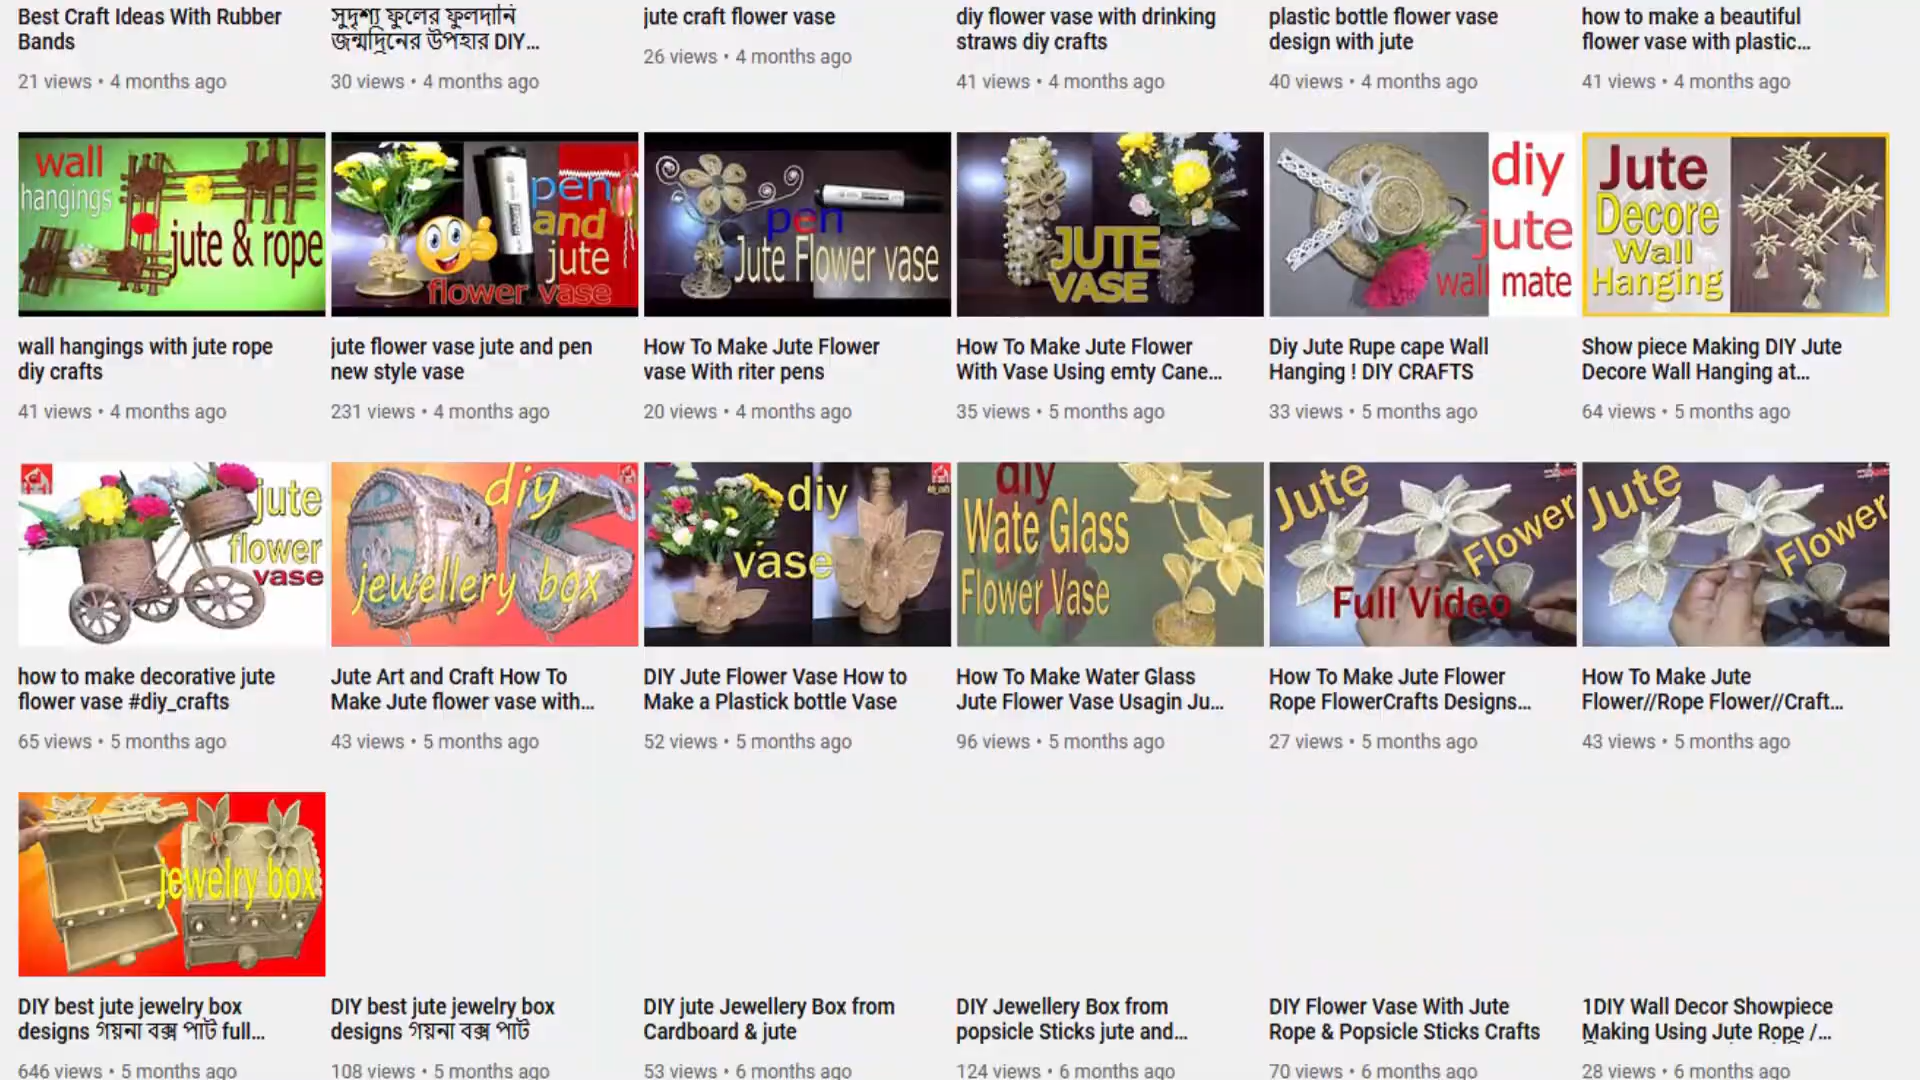 Best Craft Ideas With Rubber
Bands
21 views • 4 months ago
সুদৃশ্য ফুলের ফুলদানি
জন্মদিনের উপহার DIY...
30 views • 4 months ago
jute craft flower vase
26 views • 4 months ago
diy flower vase with drinking
straws diy crafts
41 views • 4 months ago
plastic bottle flower vase
design with jute
40 views • 4 months ago
how to make a beautiful
flower vase with plastic...
41 views • 4 months ago
wall
hangings
jute & rope
pen
and
jute
flower vase
pen
Jute Flower vase
JUTE
VASE
diy
jute
wall mate
Jute
Decore
Wall
Hanging
wall hangings with jute rope
diy crafts
41 views • 4 months ago
jute flower vase jute and pen
new style vase
231 views • 4 months ago
How To Make Jute Flower
vase With riter pens
20 views • 4 months ago
How To Make Jute Flower
With Vase Using emty Cane...
35 views • 5 months ago
Diy Jute Rupe cape Wall
Hanging ! DIY CRAFTS
33 views • 5 months ago
Show piece Making DIY Jute
Decore Wall Hanging at...
64 views • 5 months ago
jute
flower
vase
diy
jewellery box
diy
vase
diy
Wate Glass
Flower Vase
Jute
Flower
Full Video
Jute
Flower
how to make decorative jute
flower vase #diy_crafts
65 views • 5 months ago
Jute Art and Craft How To
Make Jute flower vase with...
43 views • 5 months ago
DIY Jute Flower Vase How to
Make a Plastick bottle Vase
52 views • 5 months ago
How To Make Water Glass
Jute Flower Vase Usagin Ju...
96 views • 5 months ago
How To Make Jute Flower
Rope FlowerCrafts Designs...
27 views • 5 months ago
How To Make Jute
Flower//Rope Flower//Craft...
43 views • 5 months ago
jewelry box
DIY best jute jewelry box
designs গয়না বক্স পাট full...
646 views • 5 months ago
DIY best jute jewelry box
designs গয়না বক্স পাট
108 views • 5 months ago
DIY jute Jewellery Box from
Cardboard & jute
53 views • 6 months ago
DIY Jewellery Box from
popsicle Sticks jute and...
124 views • 6 months ago
DIY Flower Vase With Jute
Rope & Popsicle Sticks Crafts
70 views • 6 months ago
1DIY Wall Decor Showpiece
Making Using Jute Rope /...
28 views • 6 months ago